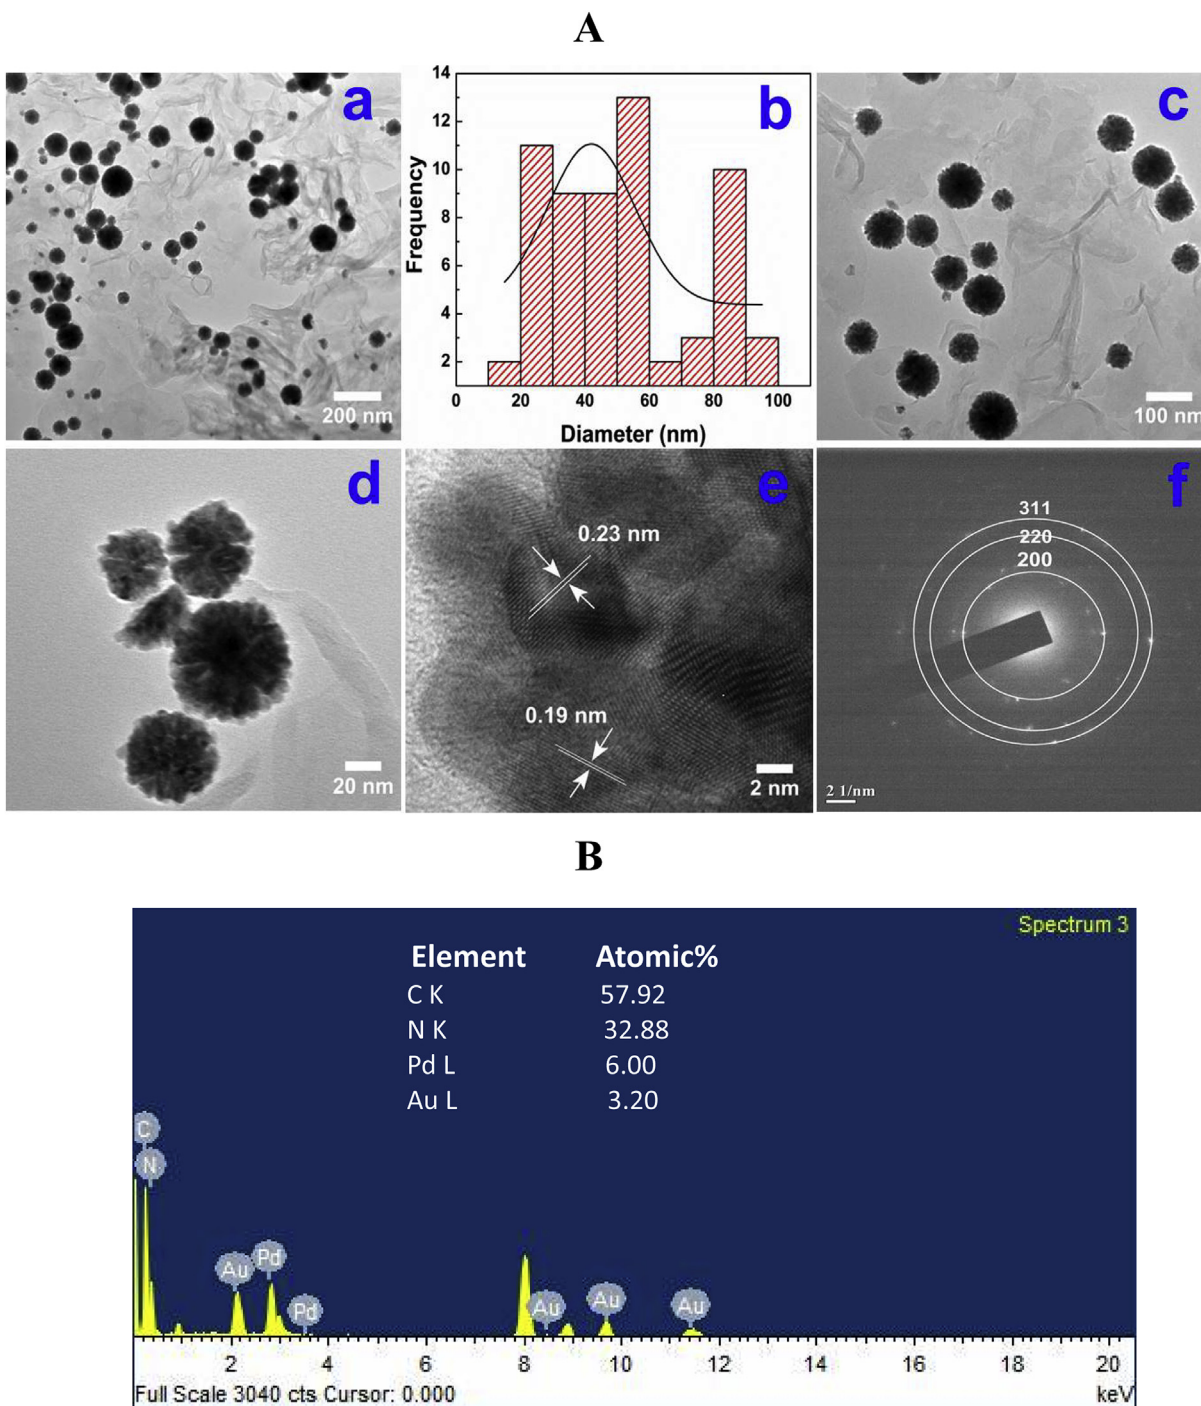 A
a
200 nm
14
12
10
8
6
4
2
Frequency
0 20 40 60 80 100
Diameter (nm)
b
c
100 nm
d
20 nm
e
0.23 nm
0.19 nm
2 nm
f
311
220
200
2 1/nm
B
Spectrum 3
Element Atomic%
C K 57.92
N K 32.88
Pd L 6.00
Au L 3.20
C
N
Au
Pd
Pd
Au
Au
Au
2 4 6 8 10 12 14 16 18 20
Full Scale 3040 cts Cursor: 0.000 keV